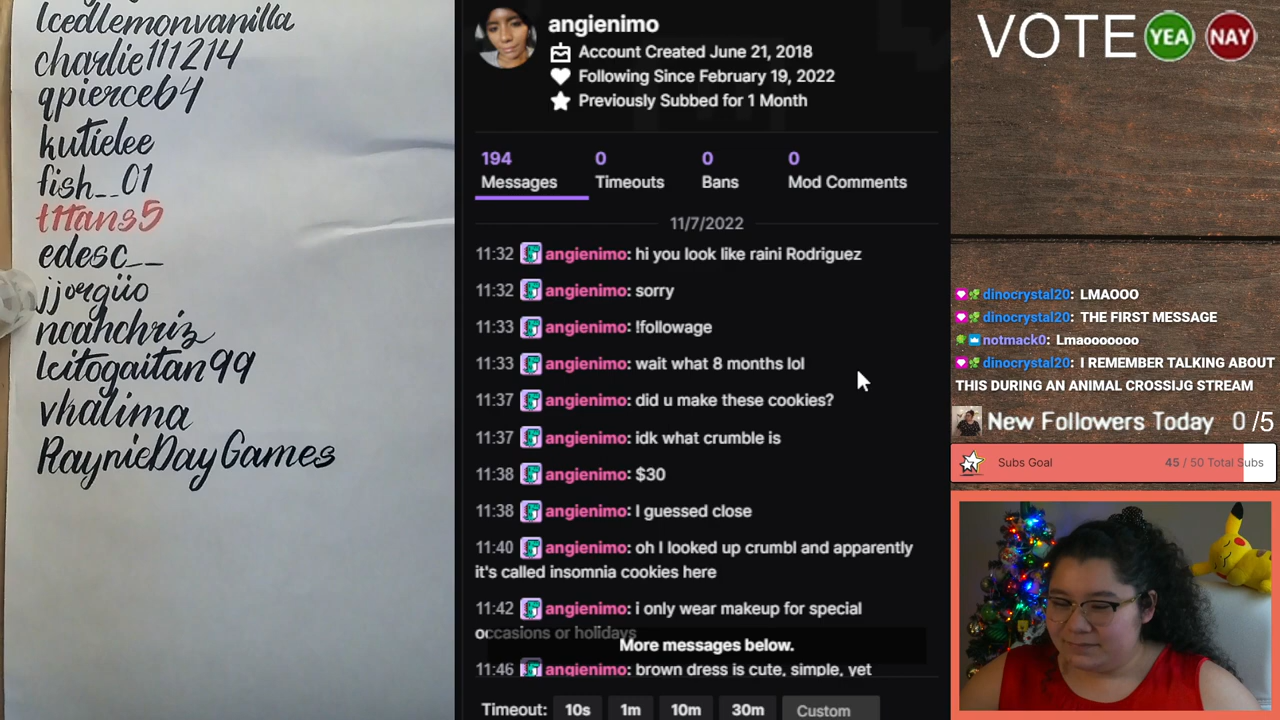 Icedlemonvanilla
charlie111214
qpierce64
kutielee
fish__01
t1tans5
edesc__
jjorgüo
noahchriz
leitogaitan99
vhalima
RaynieDayGames
angienimo
Account Created June 21, 2018
Following Since February 19, 2022
Previously Subbed for 1 Month
194 0 0 0
Messages Timeouts Bans Mod Comments
11/7/2022
11:32 angienimo: hi you look like raini Rodriguez
11:32 angienimo: sorry
11:33 angienimo: !followage
11:33 angienimo: wait what 8 months lol
11:37 angienimo: did u make these cookies?
11:37 angienimo: idk what crumble is
11:38 angienimo: $30
11:38 angienimo: I guessed close
11:40 angienimo: oh I looked up crumbl and apparently
it's called insomnia cookies here
11:42 angienimo: i only wear makeup for special
occasions or holidays
More messages below.
11:46 angienimo: brown dress is cute, simple, yet
Timeout: 10s 1m 10m 30m Custom
VOTE YEA NAY
dinocrystal20: LMAOOO
dinocrystal20: THE FIRST MESSAGE
notmack0: Lmaooooooo
dinocrystal20: I REMEMBER TALKING ABOUT
THIS DURING AN ANIMAL CROSSIJG STREAM
New Followers Today 0 /5
Subs Goal 45 / 50 Total Subs